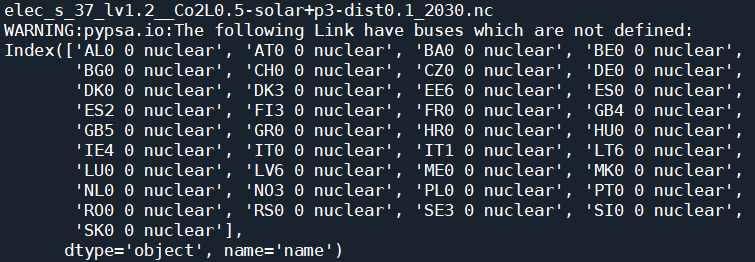 elec_s_37_lv1.2__Co2L0.5-solar+p3-dist0.1_2030.nc
WARNING:pypsa.io:The following Link have buses which are not defined:
Index(['AL0 0 nuclear', 'AT0 0 nuclear', 'BA0 0 nuclear', 'BE0 0 nuclear',
'BG0 0 nuclear', 'CH0 0 nuclear', 'CZ0 0 nuclear', 'DE0 0 nuclear',
'DK0 0 nuclear', 'DK3 0 nuclear', 'EE6 0 nuclear', 'ES0 0 nuclear',
'ES2 0 nuclear', 'FI3 0 nuclear', 'FR0 0 nuclear', 'GB4 0 nuclear',
'GB5 0 nuclear', 'GR0 0 nuclear', 'HR0 0 nuclear', 'HU0 0 nuclear',
'IE4 0 nuclear', 'IT0 0 nuclear', 'IT1 0 nuclear', 'LT6 0 nuclear',
'LU0 0 nuclear', 'LV6 0 nuclear', 'ME0 0 nuclear', 'MK0 0 nuclear',
'NL0 0 nuclear', 'NO3 0 nuclear', 'PL0 0 nuclear', 'PT0 0 nuclear',
'RO0 0 nuclear', 'RS0 0 nuclear', 'SE3 0 nuclear', 'SI0 0 nuclear',
'SK0 0 nuclear'],
dtype='object', name='name')